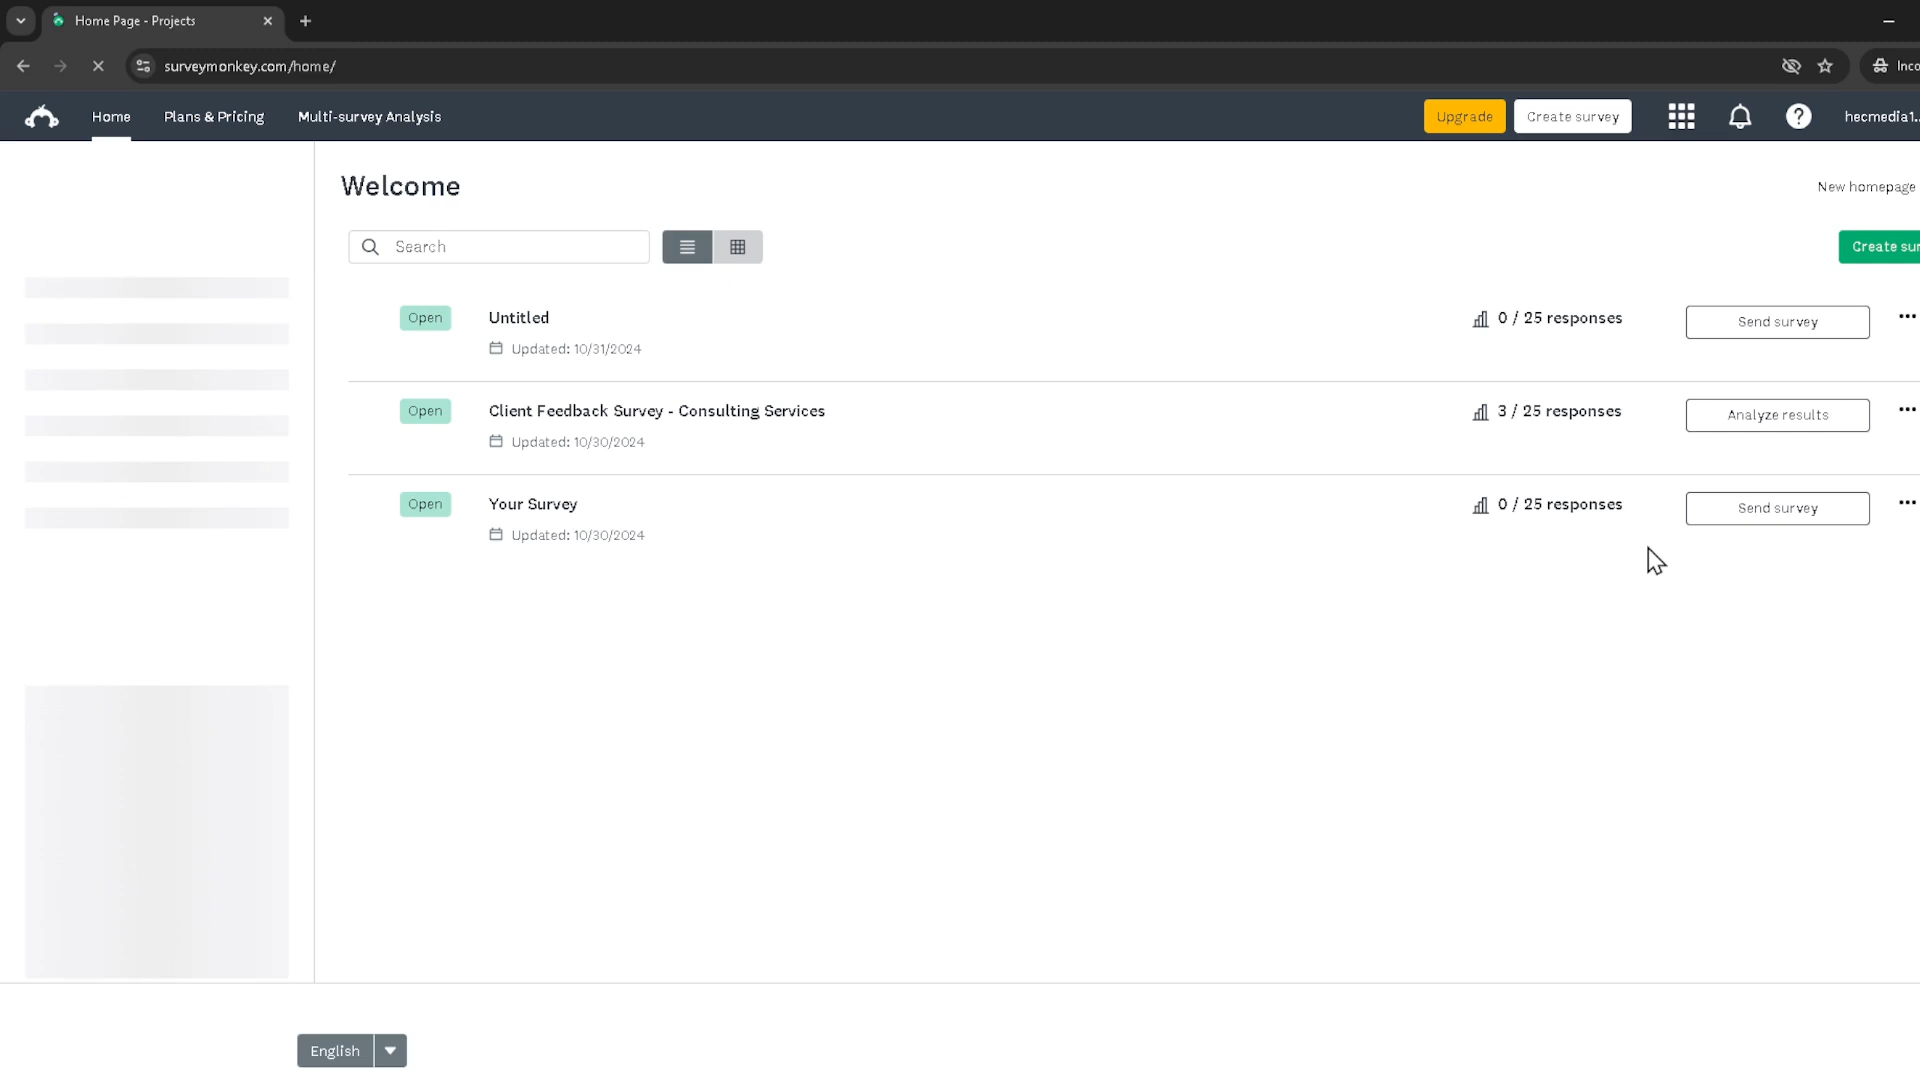 Home Page - Projects
surveymonkey.com/home/
Inco
Home
Plans & Pricing
Multi-survey Analysis
Upgrade
Create survey
hecmedia1..
Welcome
New homepage
Search
Create sur
Open
Untitled
0 / 25 responses
Send survey
Updated: 10/31/2024
Open
Client Feedback Survey - Consulting Services
3 / 25 responses
Analyze results
Updated: 10/30/2024
Open
Your Survey
0 / 25 responses
Send survey
Updated: 10/30/2024
English